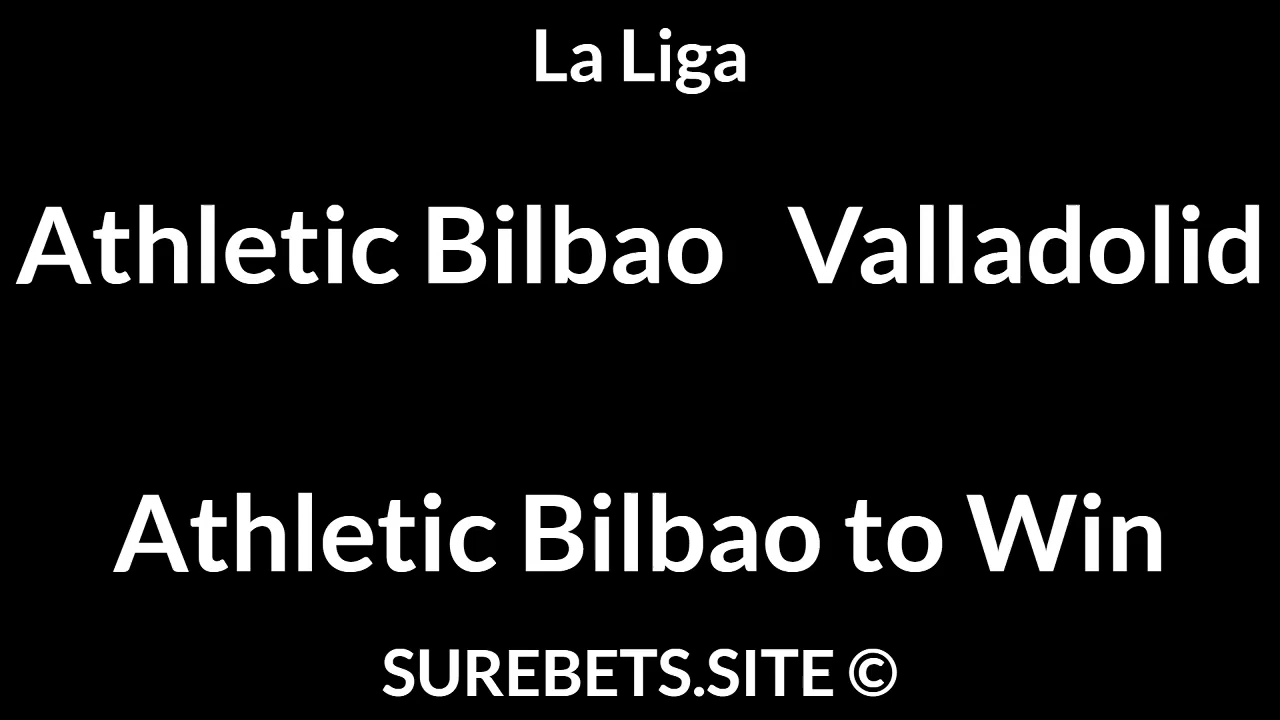 La Liga
Athletic Bilbao Valladolid
Athletic Bilbao to Win
SUREBETS.SITE ©